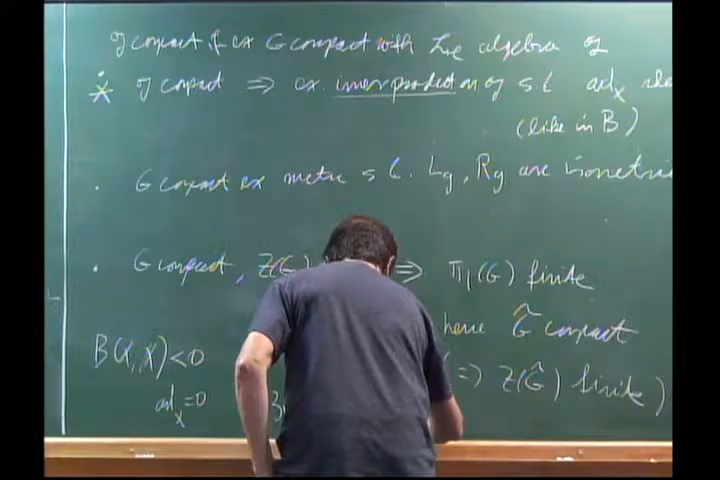 g compact if ex G compact with Lie algebra g
* g compact ⇒ ex. inner product on g s.t. ad_X
(like in B)
· G compact ex metric s.t. L_g, R_g are isometri
· G compact, Z(G) ⇒ π_1(G) finite
hence G̃ compact
B(X,X)<0
⇒ Z(G̃) finite)
ad_X=0